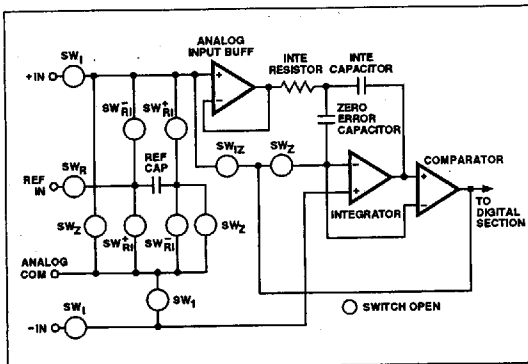 ANALOG
INPUT BUFF
INTE
RESISTOR
INTE
CAPACITOR
SW₁
+IN
SW⁻RI
SW⁺RI
ZERO
ERROR
CAPACITOR
SWR
REF
IN
REF
CAP
SWIZ
SWZ
COMPARATOR
INTEGRATOR
TO
DIGITAL
SECTION
SWZ
SW⁺RI
SW⁻RI
SWZ
ANALOG
COM
SW₁
SWITCH OPEN
SW₁
-IN